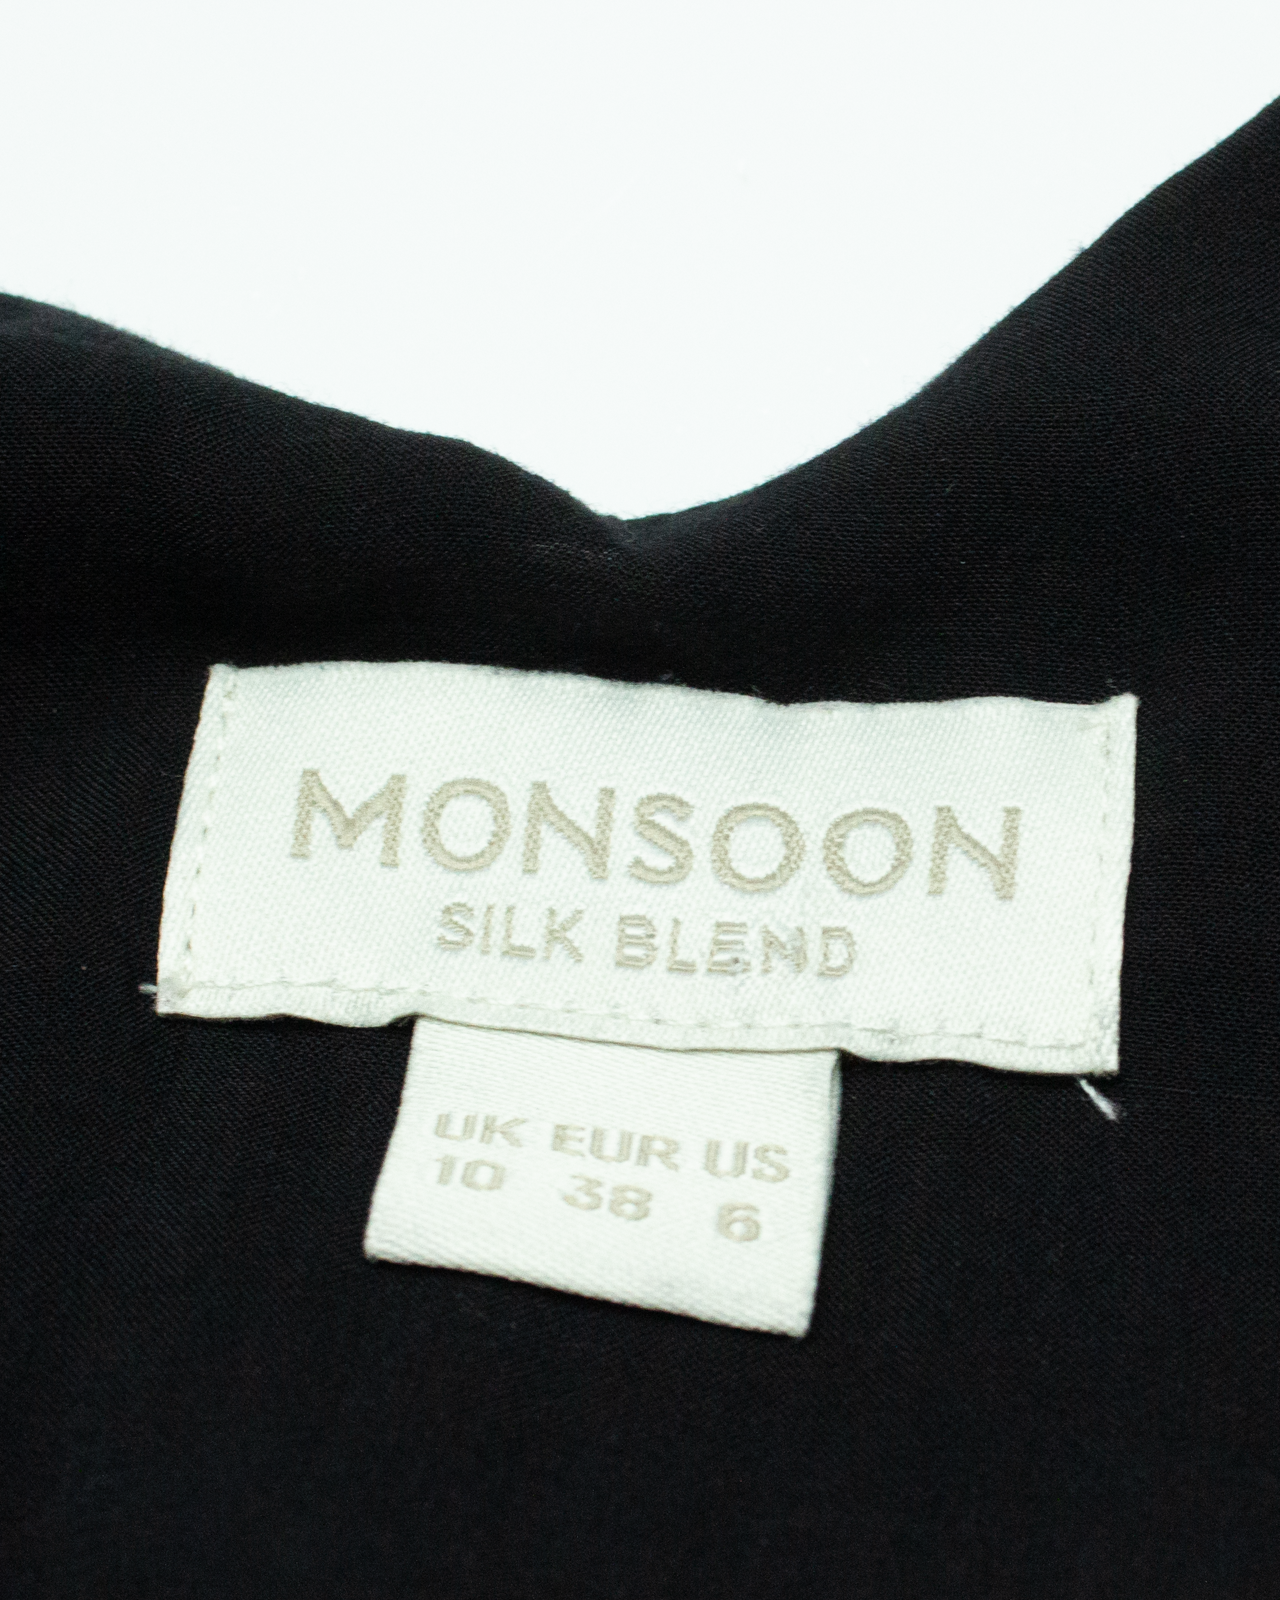 MONSOON
SILK BLEND
UK EUR US
10 38 6